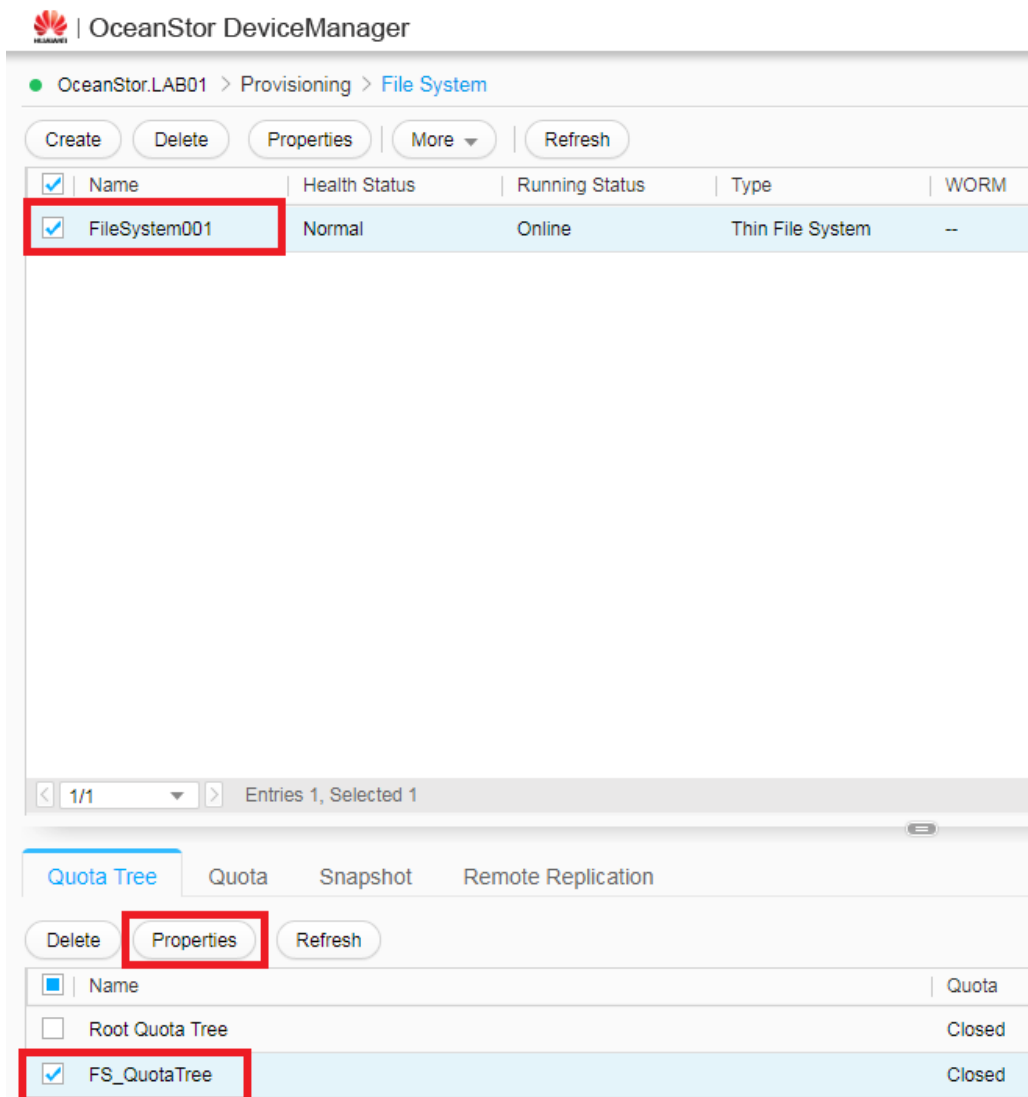 HUAWEI | OceanStor DeviceManager
OceanStor.LAB01 > Provisioning > File System
Create Delete Properties More Refresh
Name Health Status Running Status Type WORM
FileSystem001 Normal Online Thin File System --
1/1 Entries 1, Selected 1
Quota Tree Quota Snapshot Remote Replication
Delete Properties Refresh
Name Quota
Root Quota Tree Closed
FS_QuotaTree Closed